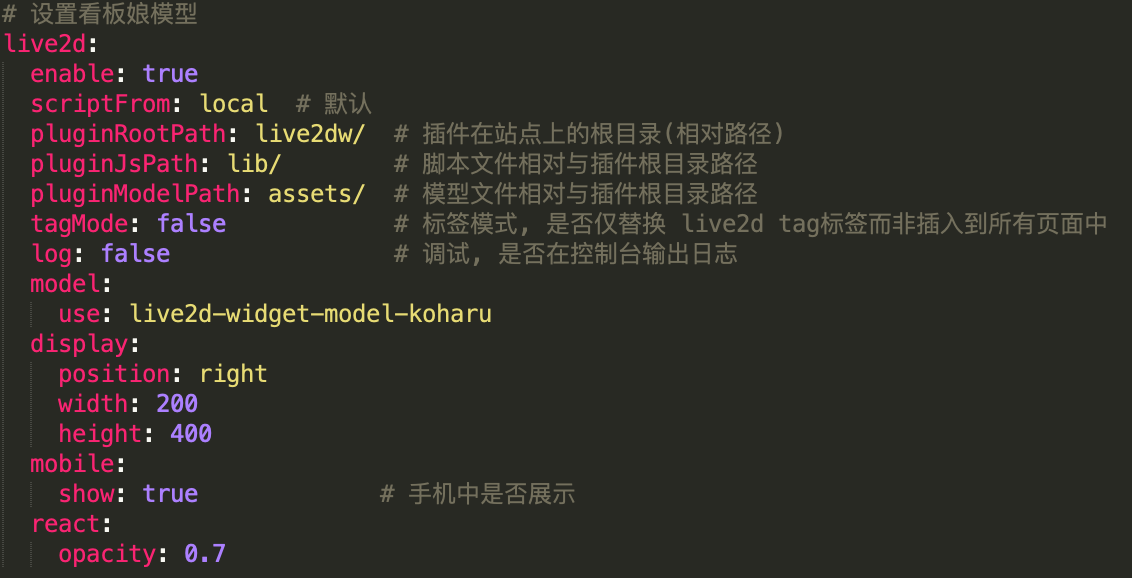 # 设置看板娘模型
live2d:
  enable: true
  scriptFrom: local  # 默认
  pluginRootPath: live2dw/  # 插件在站点上的根目录(相对路径)
  pluginJsPath: lib/        # 脚本文件相对与插件根目录路径
  pluginModelPath: assets/  # 模型文件相对与插件根目录路径
  tagMode: false            # 标签模式, 是否仅替换 live2d tag标签而非插入到所有页面中
  log: false                # 调试, 是否在控制台输出日志
  model:
    use: live2d-widget-model-koharu
  display:
    position: right
    width: 200
    height: 400
  mobile:
    show: true             # 手机中是否展示
  react:
    opacity: 0.7